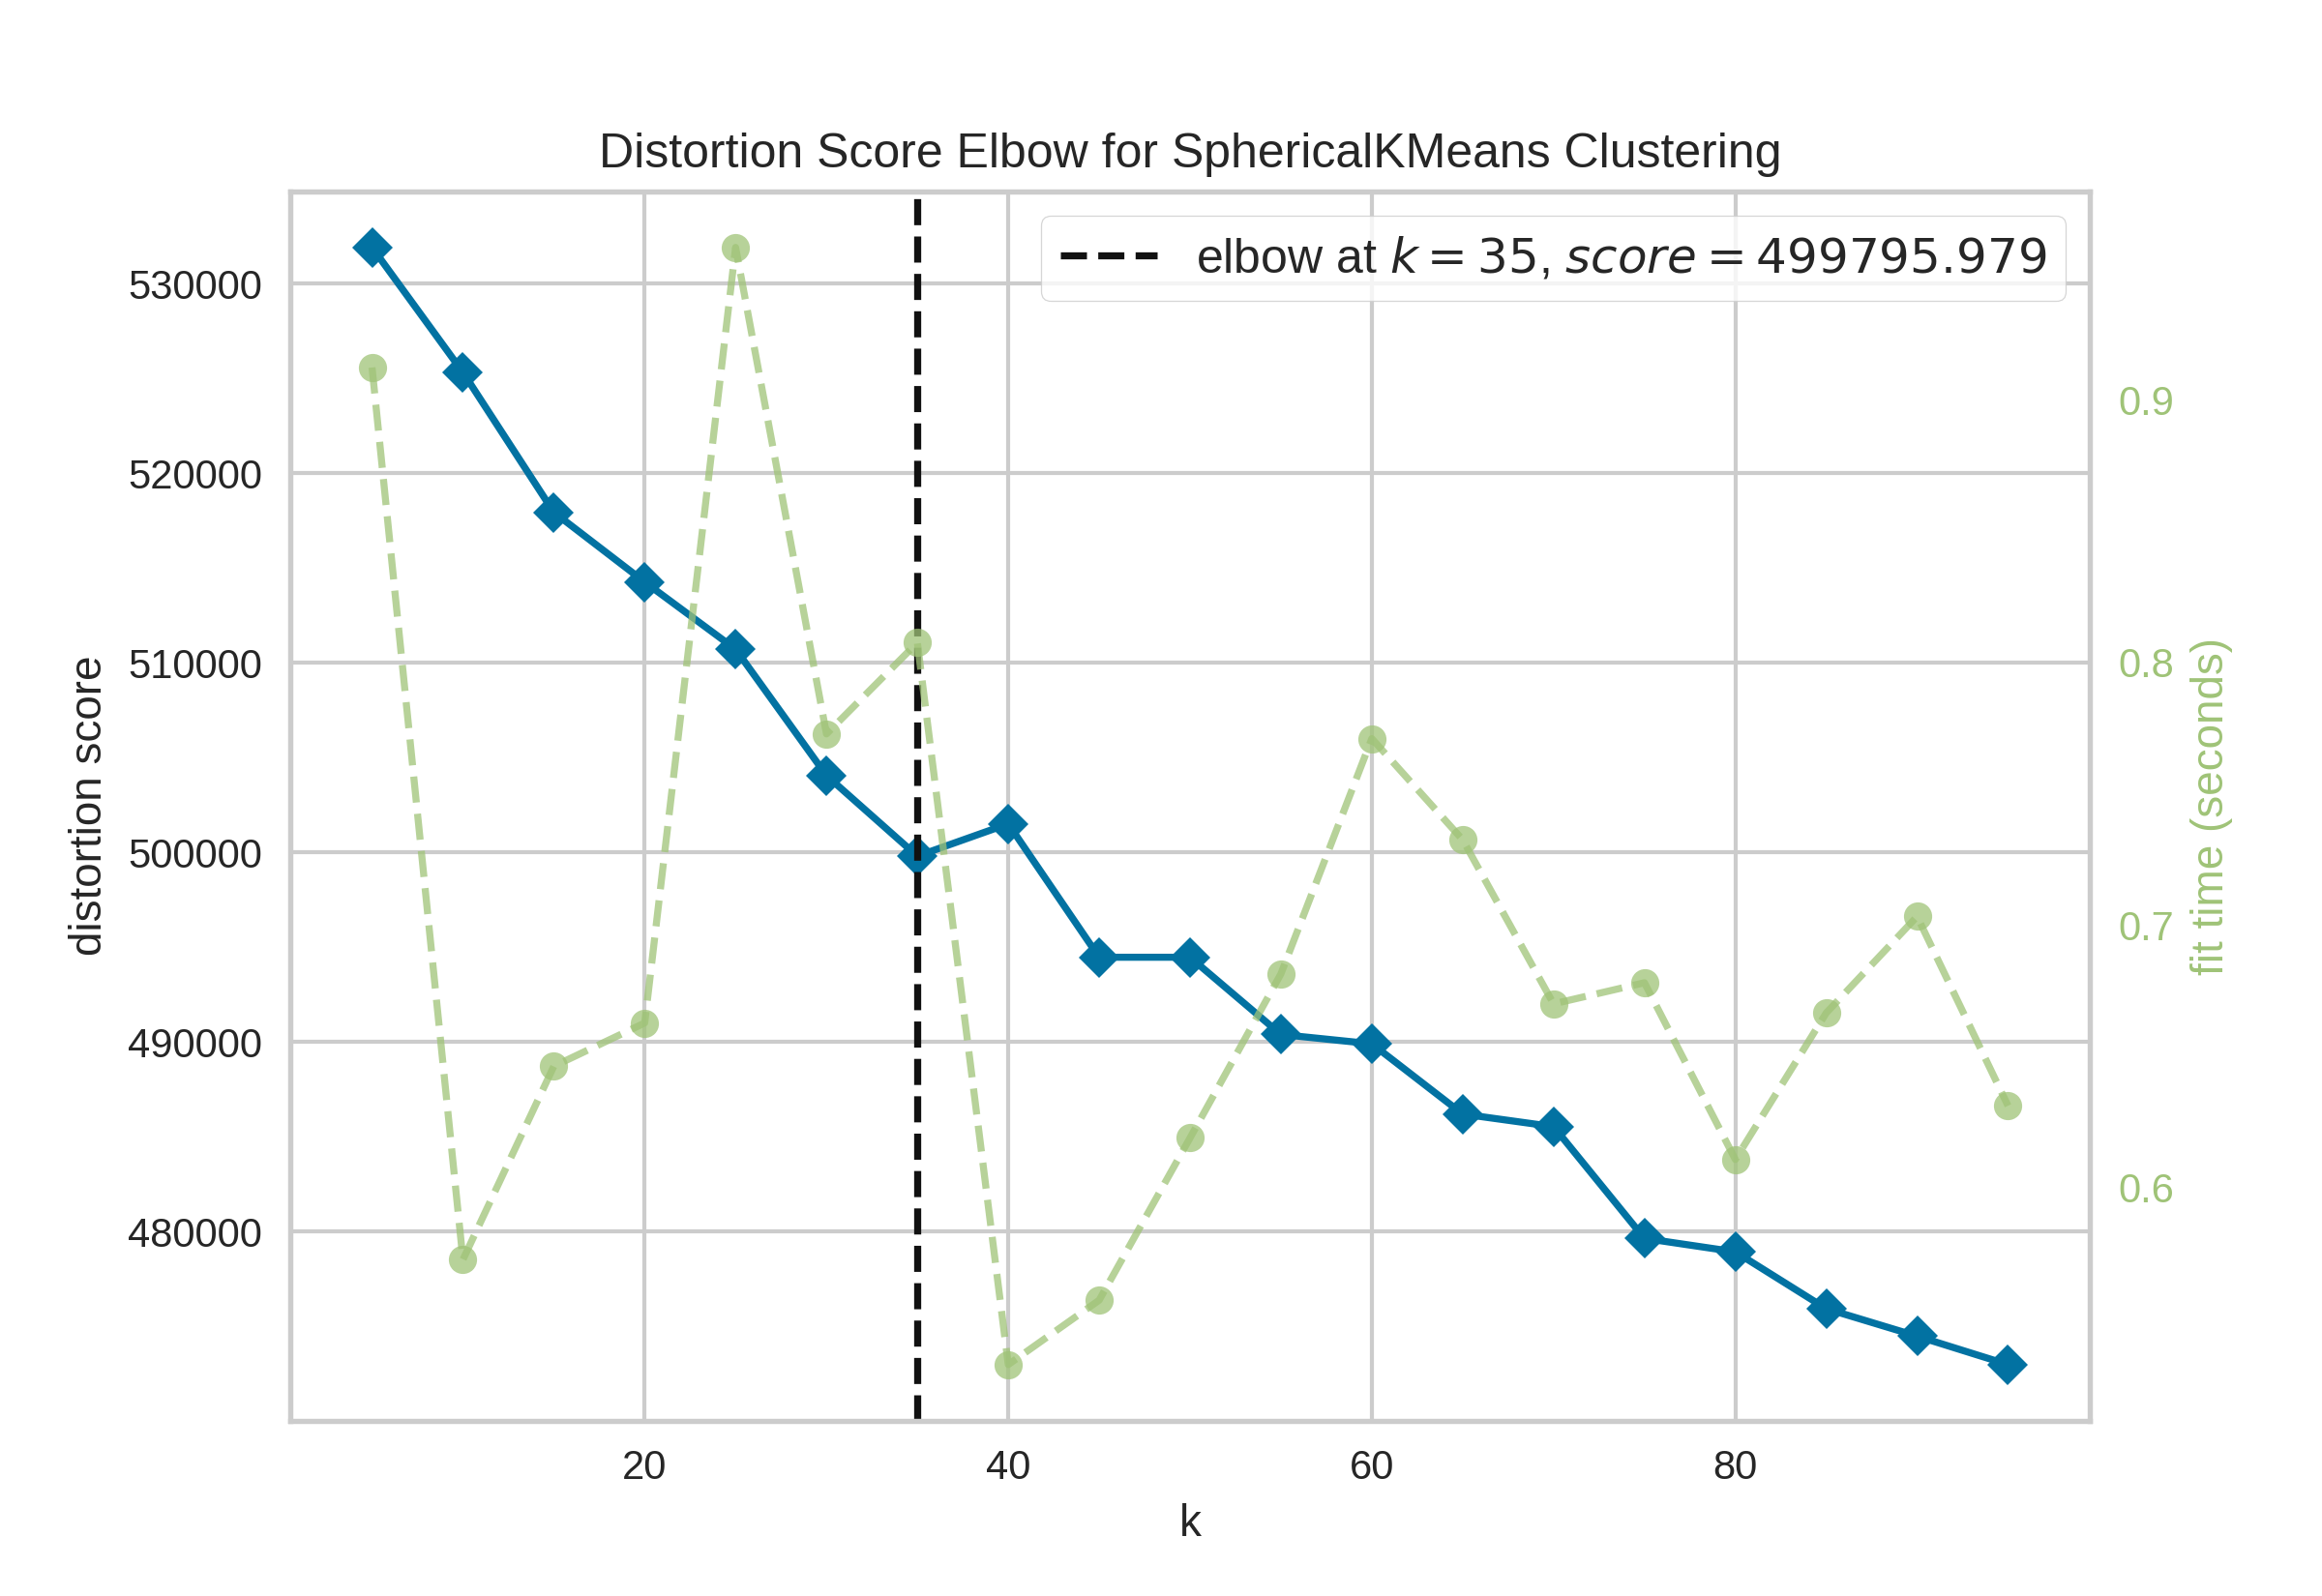 Distortion Score Elbow for SphericalKMeans Clustering
elbow at k = 35, score = 499795.979
530000
520000
510000
500000
490000
480000
distortion score
0.9
0.8
0.7
0.6
fit time (seconds)
20 40 60 80
k